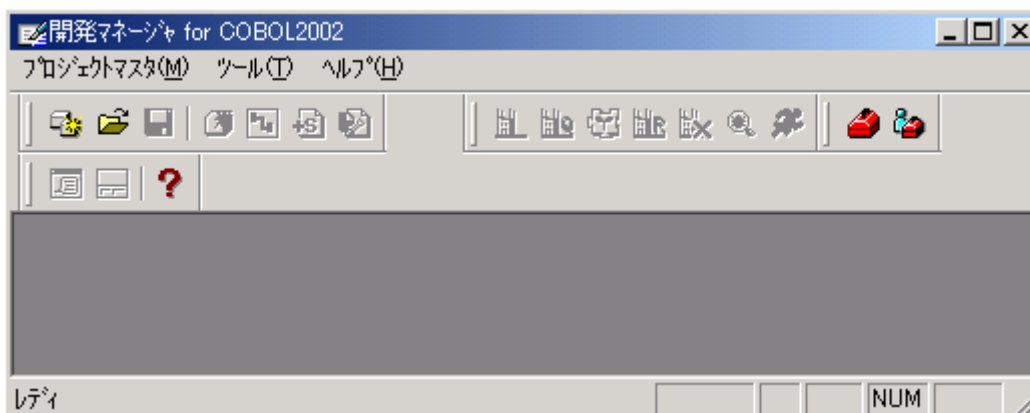 開発ﾏﾈｰｼﾞｬ for COBOL2002
ﾌﾟﾛｼﾞｪｸﾄﾏｽﾀ(M) ﾂｰﾙ(T) ﾍﾙﾌﾟ(H)
ﾚﾃﾞｨ NUM